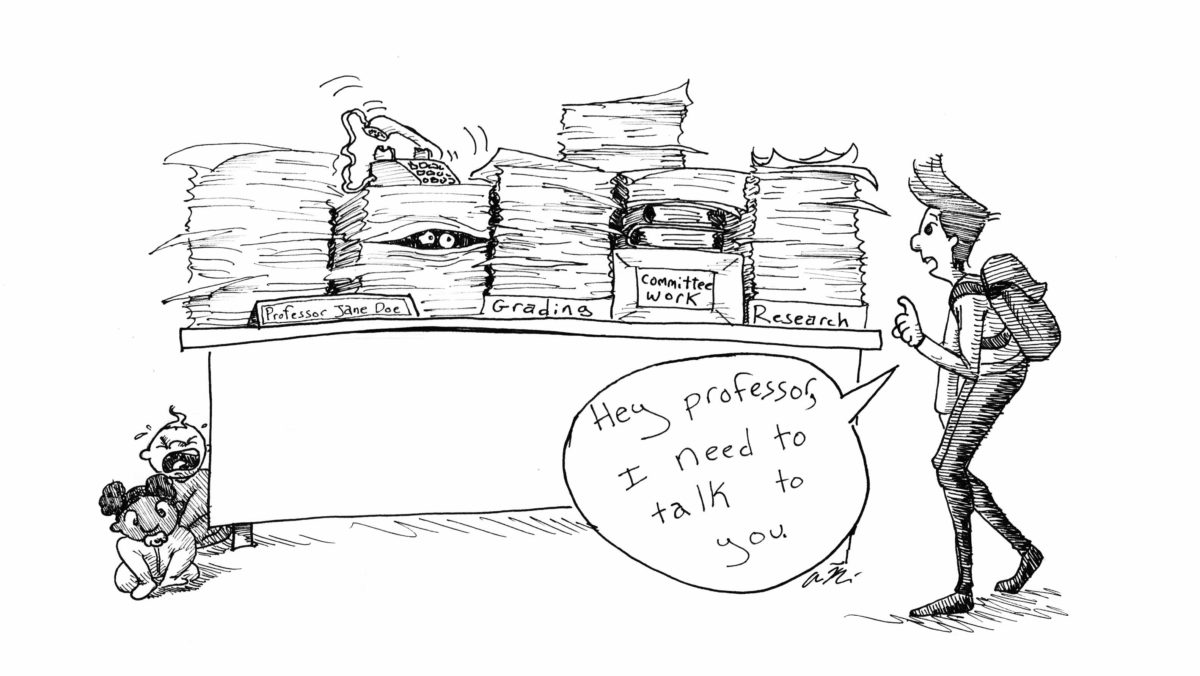 Professor Jane Doe
Grading
Committee
Work
Research
Hey professor,
I need to
talk to
you.